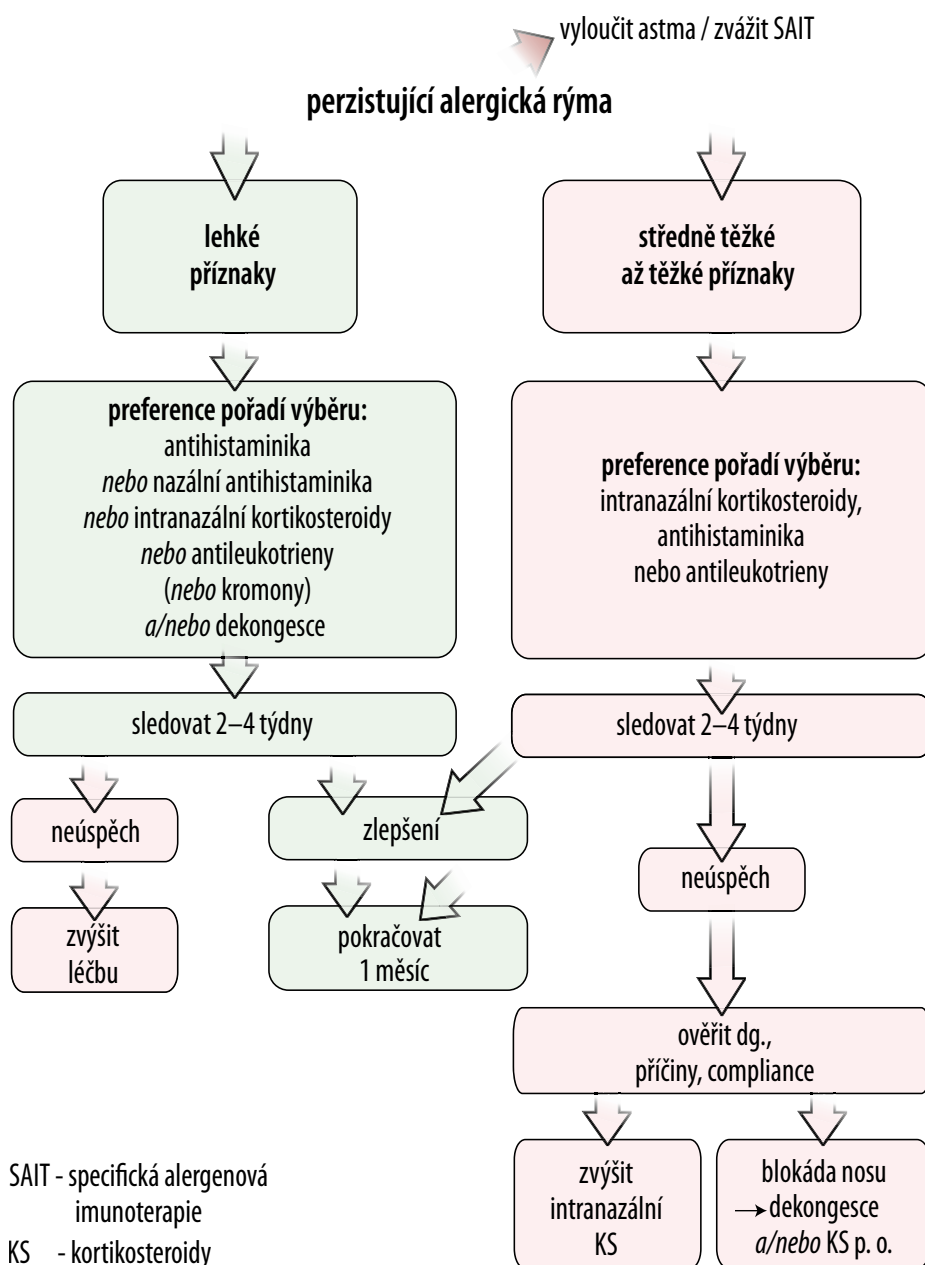 vyloučit astma / zvážit SAIT
perzistující alergická rýma
lehké
příznaky
středně těžké
až těžké příznaky
preference pořadí výběru:
antihistaminika
nebo nazální antihistaminika
nebo intranazální kortikosteroidy
nebo antileukotrieny
(nebo kromony)
a/nebo dekongesce
preference pořadí výběru:
intranazální kortikosteroidy,
antihistaminika
nebo antileukotrieny
sledovat 2–4 týdny
sledovat 2–4 týdny
neúspěch
zlepšení
neúspěch
zvýšit
léčbu
pokračovat
1 měsíc
ověřit dg.,
příčiny, compliance
zvýšit
intranazální
KS
blokáda nosu
→ dekongesce
a/nebo KS p. o.
SAIT - specifická alergenová
imunoterapie
KS - kortikosteroidy